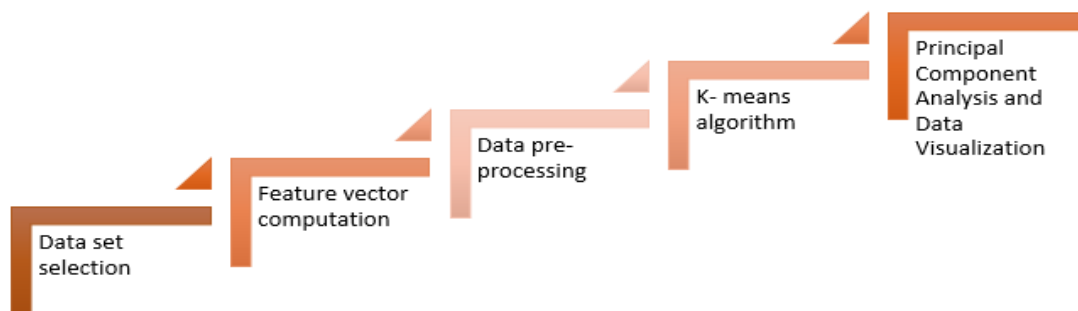 Data set
selection
Feature vector
computation
Data pre-
processing
K- means
algorithm
Principal
Component
Analysis and
Data
Visualization